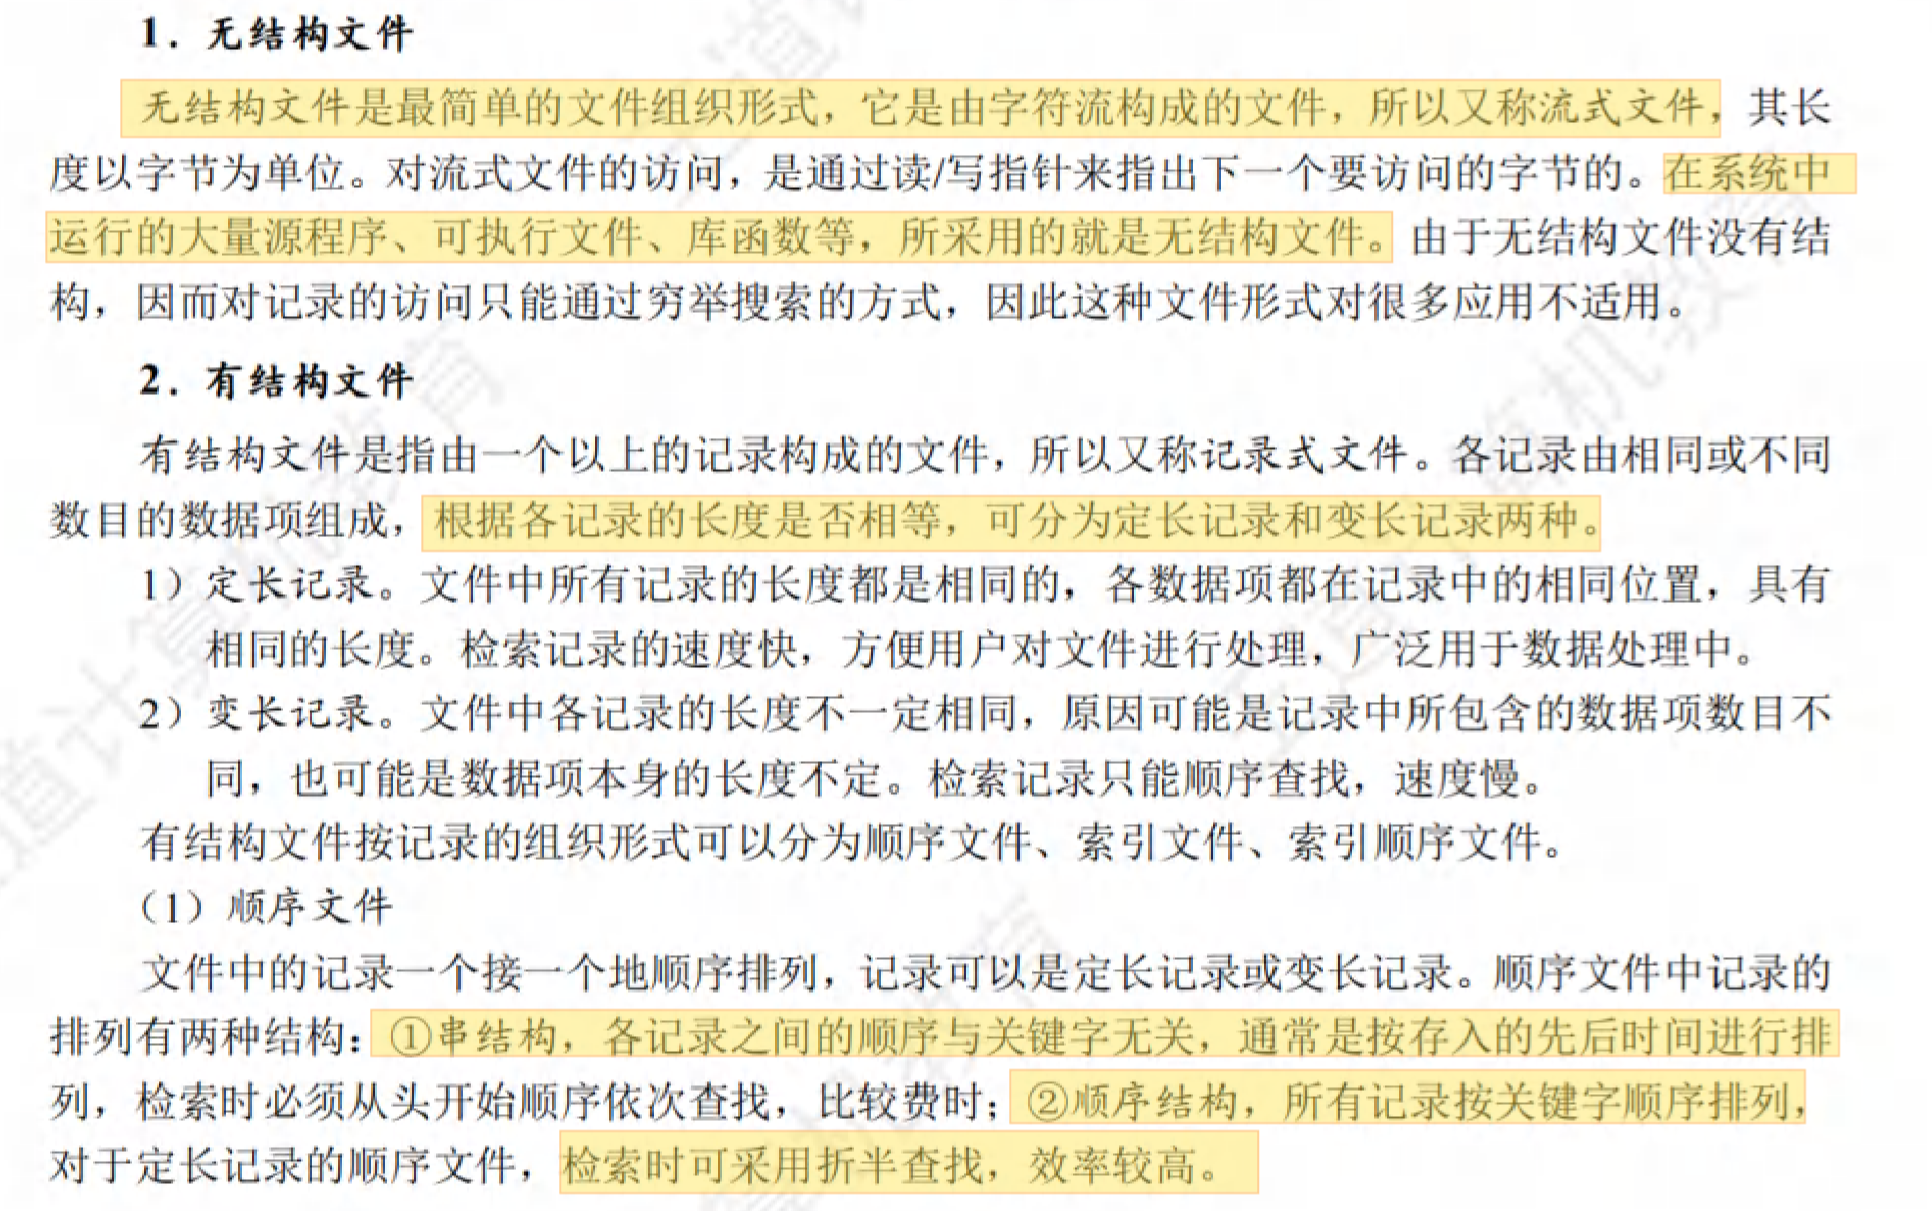 1. 无结构文件
无结构文件是最简单的文件组织形式，它是由字符流构成的文件，所以又称流式文件，其长
度以字节为单位。对流式文件的访问，是通过读/写指针来指出下一个要访问的字节的。在系统中
运行的大量源程序、可执行文件、库函数等，所采用的就是无结构文件。由于无结构文件没有结
构，因而对记录的访问只能通过穷举搜索的方式，因此这种文件形式对很多应用不适用。
2. 有结构文件
有结构文件是指由一个以上的记录构成的文件，所以又称记录式文件。各记录由相同或不同
数目的数据项组成，根据各记录的长度是否相等，可分为定长记录和变长记录两种。
1）定长记录。文件中所有记录的长度都是相同的，各数据项都在记录中的相同位置，具有
相同的长度。检索记录的速度快，方便用户对文件进行处理，广泛用于数据处理中。
2）变长记录。文件中各记录的长度不一定相同，原因可能是记录中所包含的数据项数目不
同，也可能是数据项本身的长度不定。检索记录只能顺序查找，速度慢。
有结构文件按记录的组织形式可以分为顺序文件、索引文件、索引顺序文件。
（1）顺序文件
文件中的记录一个接一个地顺序排列，记录可以是定长记录或变长记录。顺序文件中记录的
排列有两种结构：①串结构，各记录之间的顺序与关键字无关，通常是按存入的先后时间进行排
列，检索时必须从头开始顺序依次查找，比较费时；②顺序结构，所有记录按关键字顺序排列，
对于定长记录的顺序文件，检索时可采用折半查找，效率较高。
道计算机教育
王道计算机教育